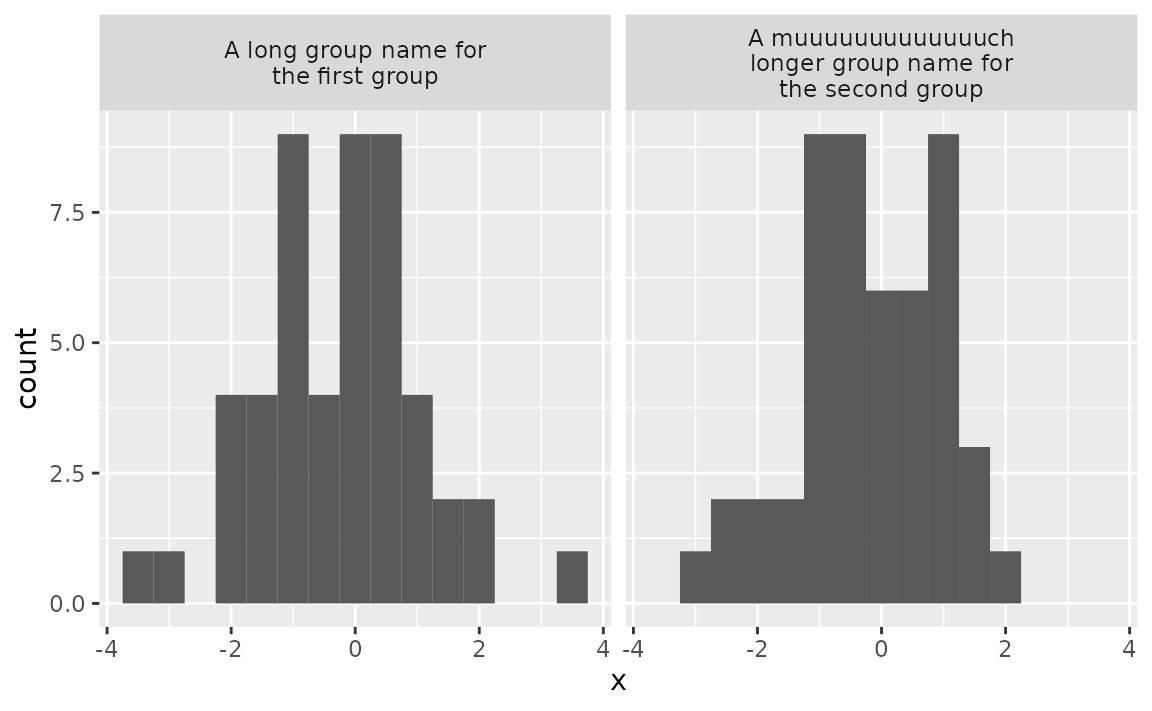 A long group name for
the first group
A muuuuuuuuuuuuuch
longer group name for
the second group
count
7.5
5.0
2.5
0.0
-4 -2 0 2 4
-4 -2 0 2 4
x